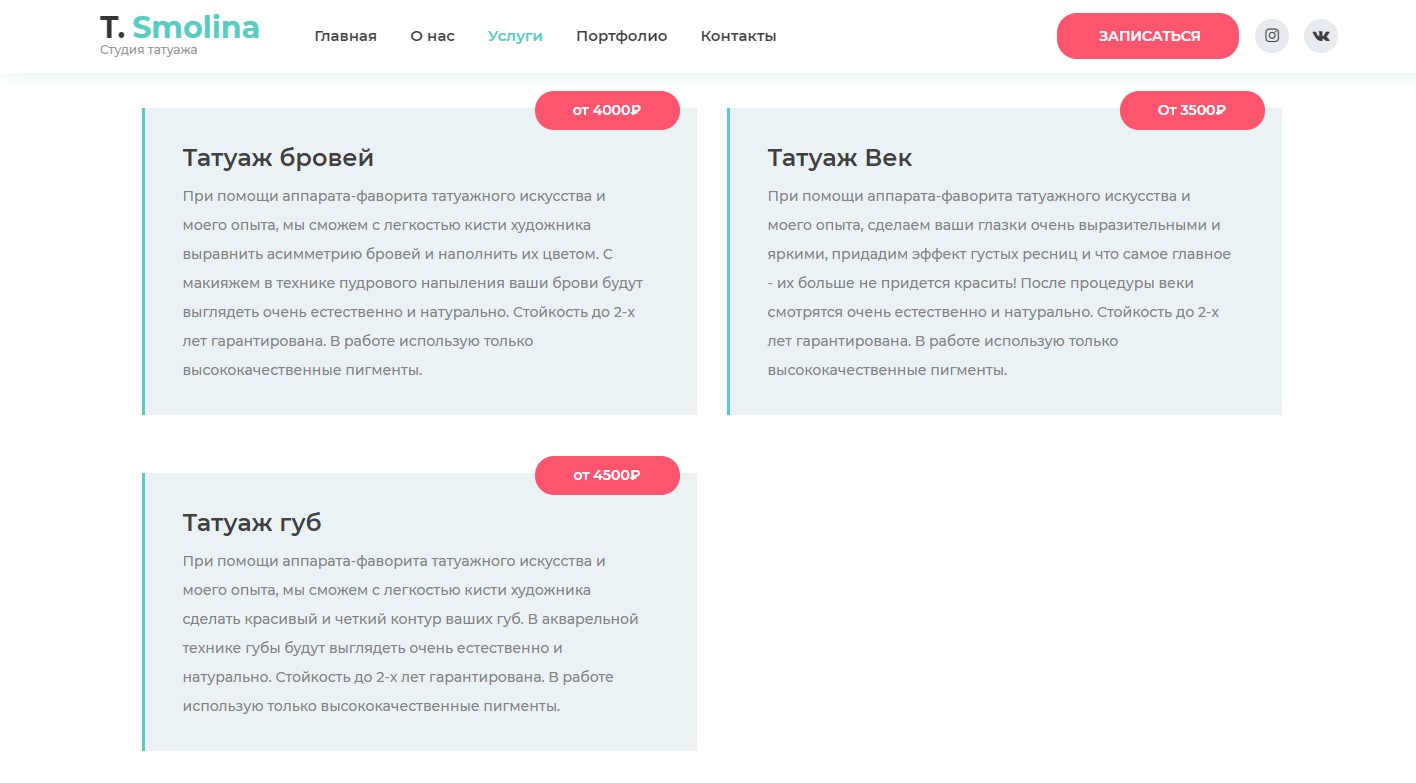 T. Smolina
Студия татуажа
Главная
О нас
Услуги
Портфолио
Контакты
ЗАПИСАТЬСЯ
от 4000₽
Татуаж бровей
При помощи аппарата-фаворита татуажного искусства и
моего опыта, мы сможем с легкостью кисти художника
выравнить асимметрию бровей и наполнить их цветом. С
макияжем в технике пудрового напыления ваши брови будут
выглядеть очень естественно и натурально. Стойкость до 2-х
лет гарантирована. В работе использую только
высококачественные пигменты.
От 3500₽
Татуаж Век
При помощи аппарата-фаворита татуажного искусства и
моего опыта, сделаем ваши глазки очень выразительными и
яркими, придадим эффект густых ресниц и что самое главное
- их больше не придется красить! После процедуры веки
смотрятся очень естественно и натурально. Стойкость до 2-х
лет гарантирована. В работе использую только
высококачественные пигменты.
от 4500₽
Татуаж губ
При помощи аппарата-фаворита татуажного искусства и
моего опыта, мы сможем с легкостью кисти художника
сделать красивый и четкий контур ваших губ. В акварельной
технике губы будут выглядеть очень естественно и
натурально. Стойкость до 2-х лет гарантирована. В работе
использую только высококачественные пигменты.